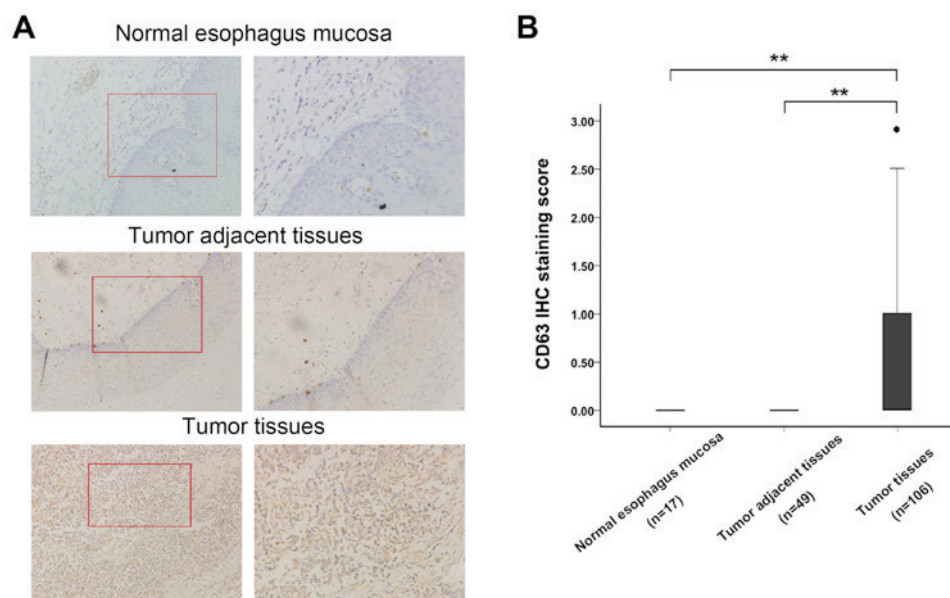 A
Normal esophagus mucosa
Tumor adjacent tissues
Tumor tissues
B
**
**
CD63 IHC staining score
3.00
2.50
2.00
1.50
1.00
0.50
0.00
Normal esophagus mucosa
(n=17)
Tumor adjacent tissues
(n=49)
Tumor tissues
(n=106)